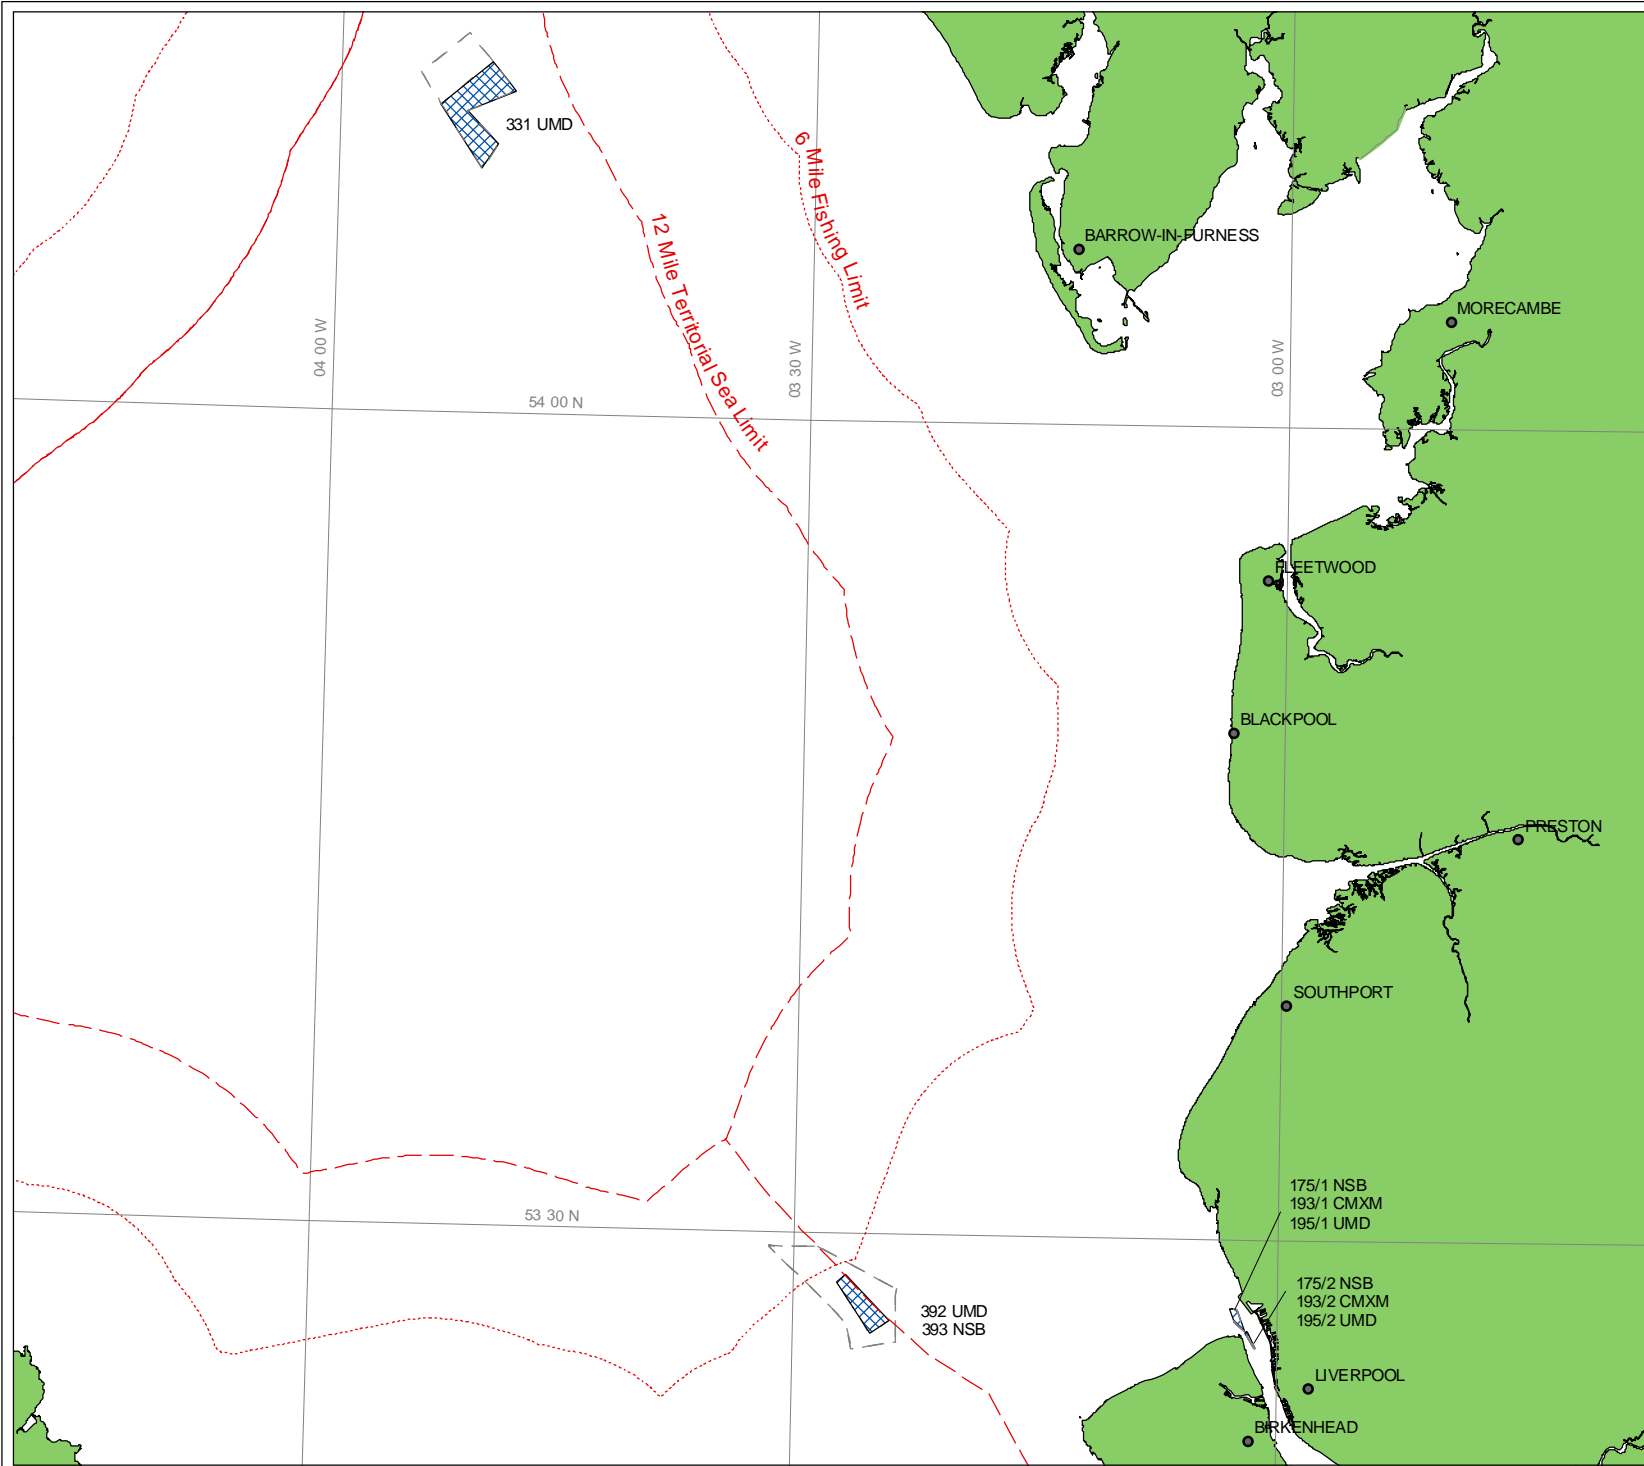 331 UMD
6 Mile Fishing Limit
12 Mile Territorial Sea Limit
BARROW-IN-FURNESS
MORECAMBE
04 00 W
03 30 W
03 00 W
54 00 N
FLEETWOOD
BLACKPOOL
PRESTON
SOUTHPORT
175/1 NSB
193/1 CMXM
195/1 UMD
53 30 N
175/2 NSB
193/2 CMXM
195/2 UMD
392 UMD
393 NSB
LIVERPOOL
BIRKENHEAD